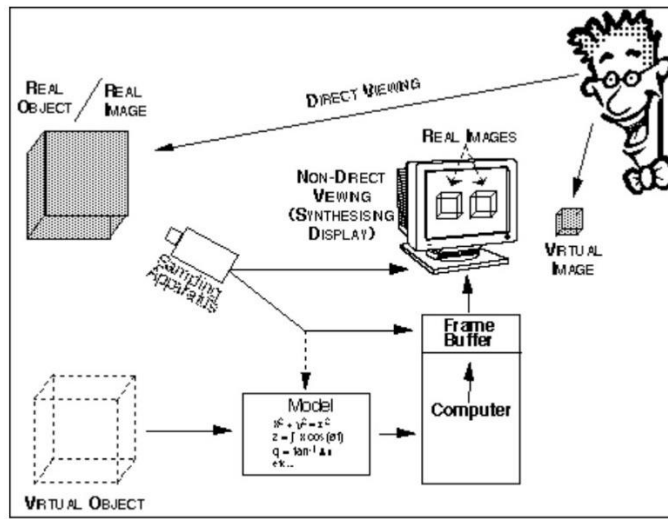 REAL OBJECT / REAL IMAGE
DIRECT VIEWING
REAL IMAGES
NON-DIRECT
VIEWING
(SYNTHESISING
DISPLAY)
VIRTUAL
IMAGE
Sampling
Apparatus
Frame
Buffer
Computer
Model
etc...
VIRTUAL OBJECT